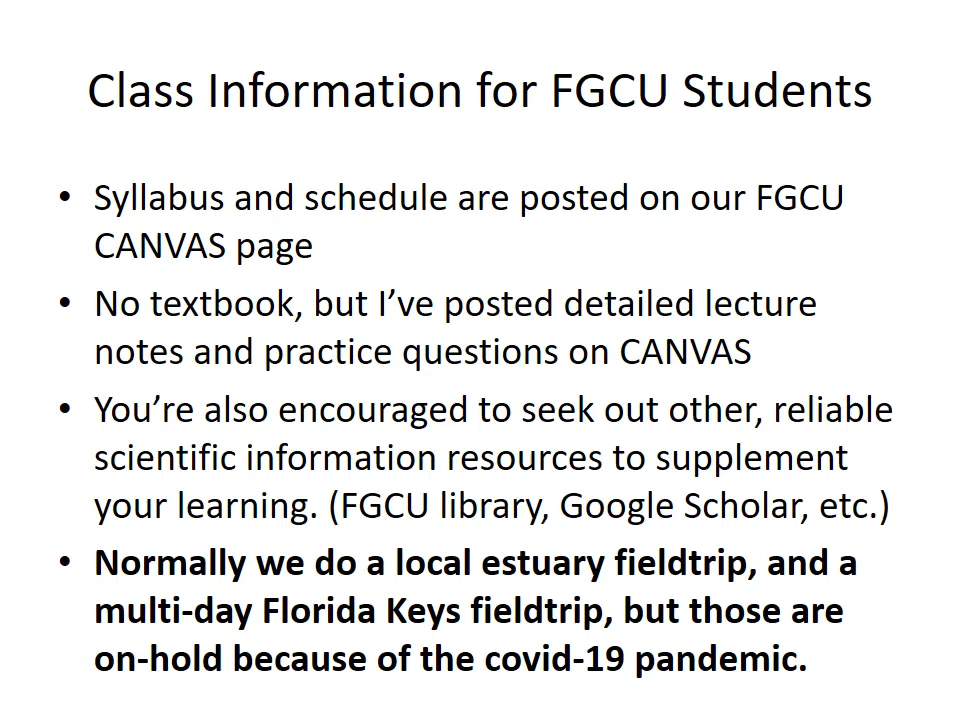 Class Information for FGCU Students
• Syllabus and schedule are posted on our FGCU
CANVAS page
• No textbook, but I’ve posted detailed lecture
notes and practice questions on CANVAS
• You’re also encouraged to seek out other, reliable
scientific information resources to supplement
your learning. (FGCU library, Google Scholar, etc.)
• Normally we do a local estuary fieldtrip, and a
multi-day Florida Keys fieldtrip, but those are
on-hold because of the covid-19 pandemic.